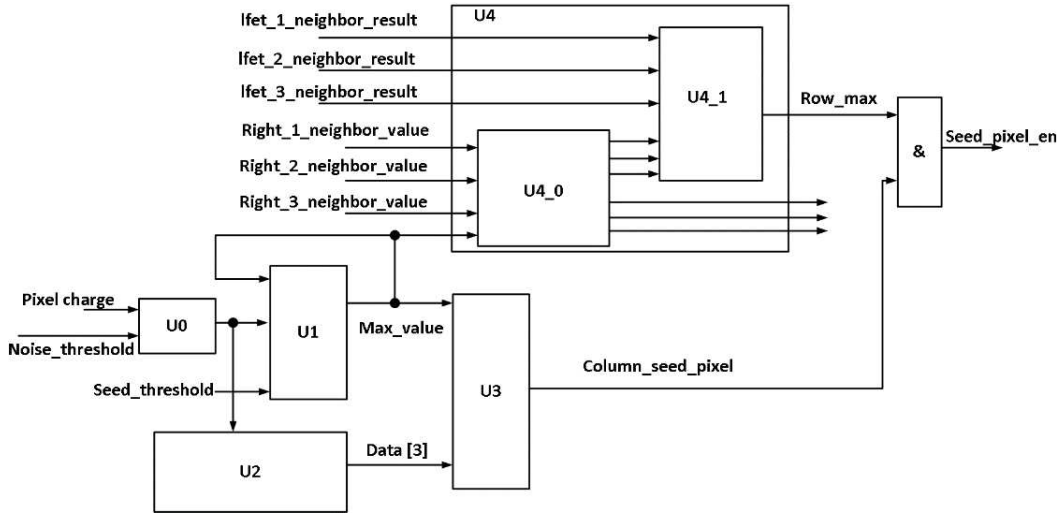 lfet_1_neighbor_result
U4
lfet_2_neighbor_result
lfet_3_neighbor_result
U4_1
Row_max
Right_1_neighbor_value
Seed_pixel_en
&
Right_2_neighbor_value
U4_0
Right_3_neighbor_value
Pixel charge
U0
U1
Max_value
Noise_threshold
Column_seed_pixel
Seed_threshold
U3
Data [3]
U2